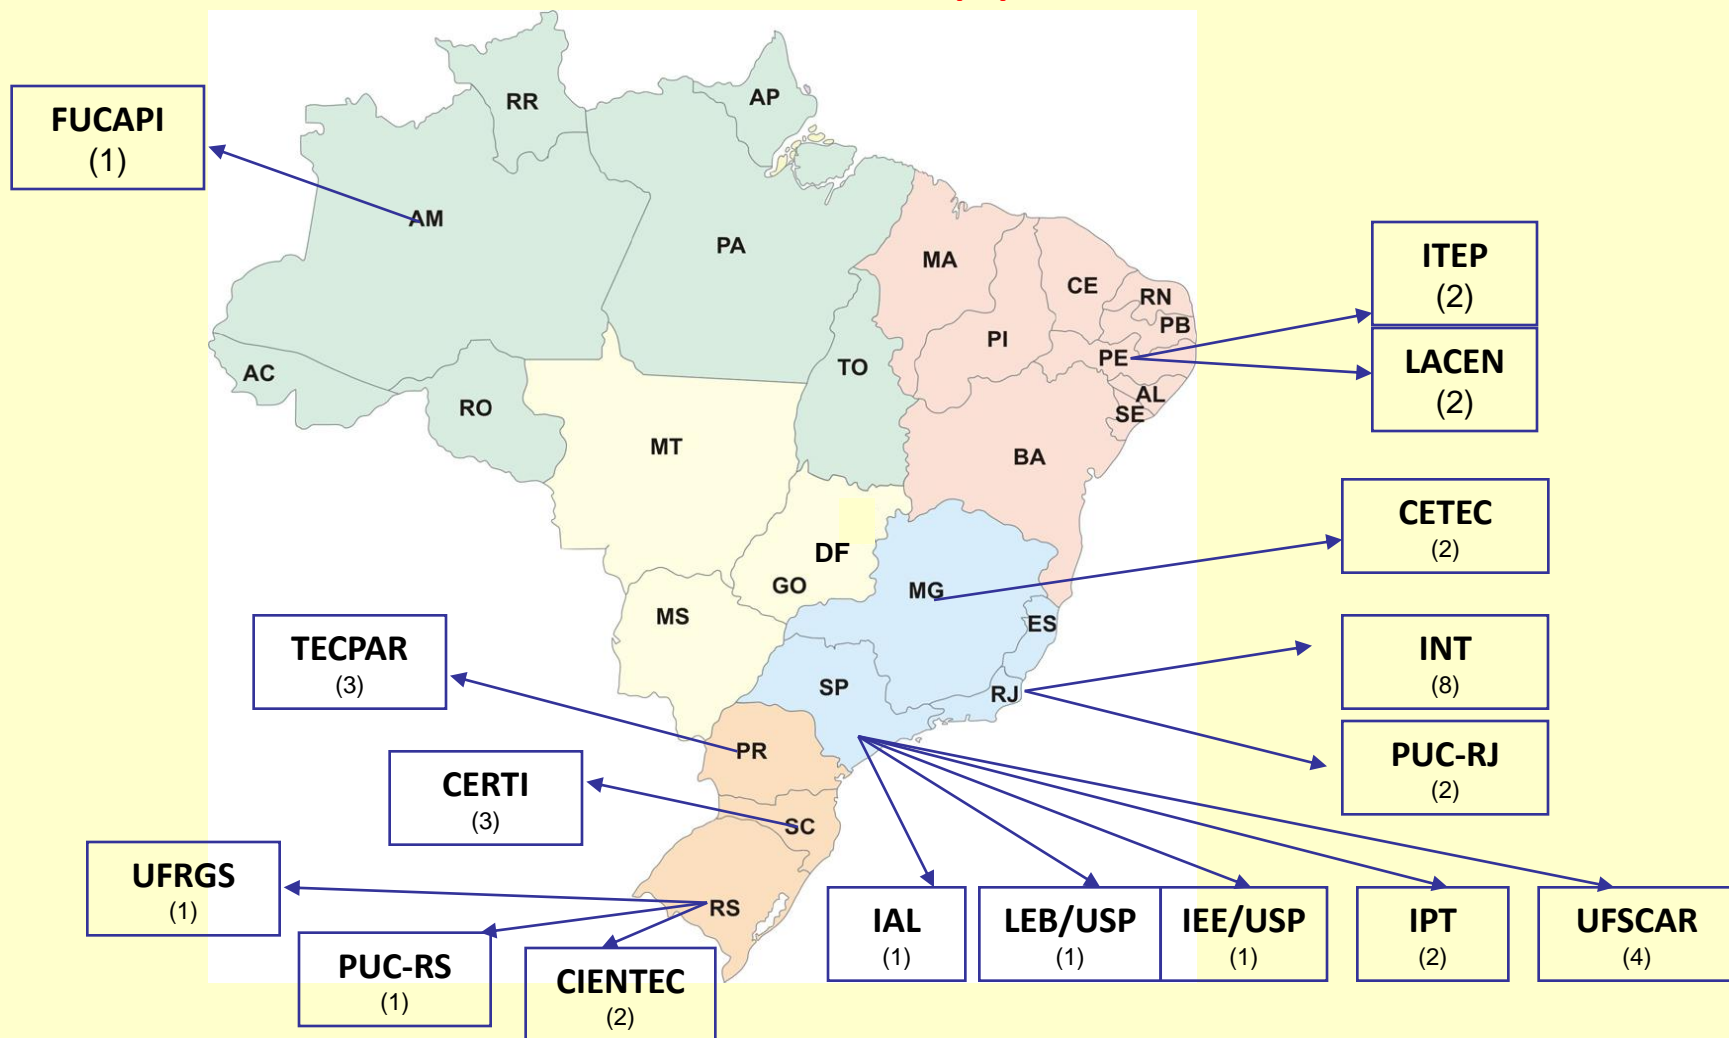 FUCAPI
(1)
RR
AP
AM
PA
MA
CE
RN
PB
PI
PE
AL
SE
TO
AC
RO
MT
BA
DF
GO
MG
MS
ES
SP
RJ
PR
SC
RS
ITEP
(2)
LACEN
(2)
CETEC
(2)
INT
(8)
PUC-RJ
(2)
TECPAR
(3)
CERTI
(3)
UFRGS
(1)
PUC-RS
(1)
CIENTEC
(2)
IAL
(1)
LEB/USP
(1)
IEE/USP
(1)
IPT
(2)
UFSCAR
(4)